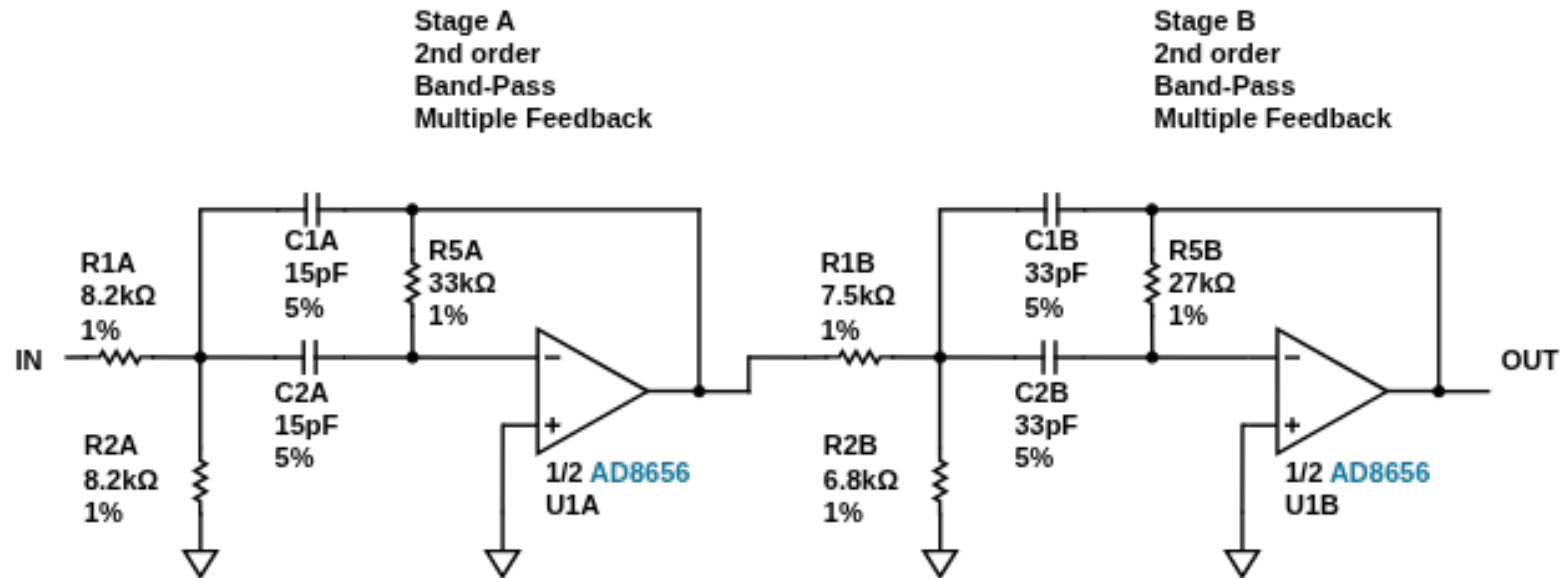 Stage A
2nd order
Band-Pass
Multiple Feedback
Stage B
2nd order
Band-Pass
Multiple Feedback
R1A
8.2kΩ
1%
C1A
15pF
5%
R5A
33kΩ
1%
IN
C2A
15pF
5%
R2A
8.2kΩ
1%
−
+
1/2 AD8656
U1A
R1B
7.5kΩ
1%
C1B
33pF
5%
R5B
27kΩ
1%
C2B
33pF
5%
R2B
6.8kΩ
1%
−
+
1/2 AD8656
U1B
OUT